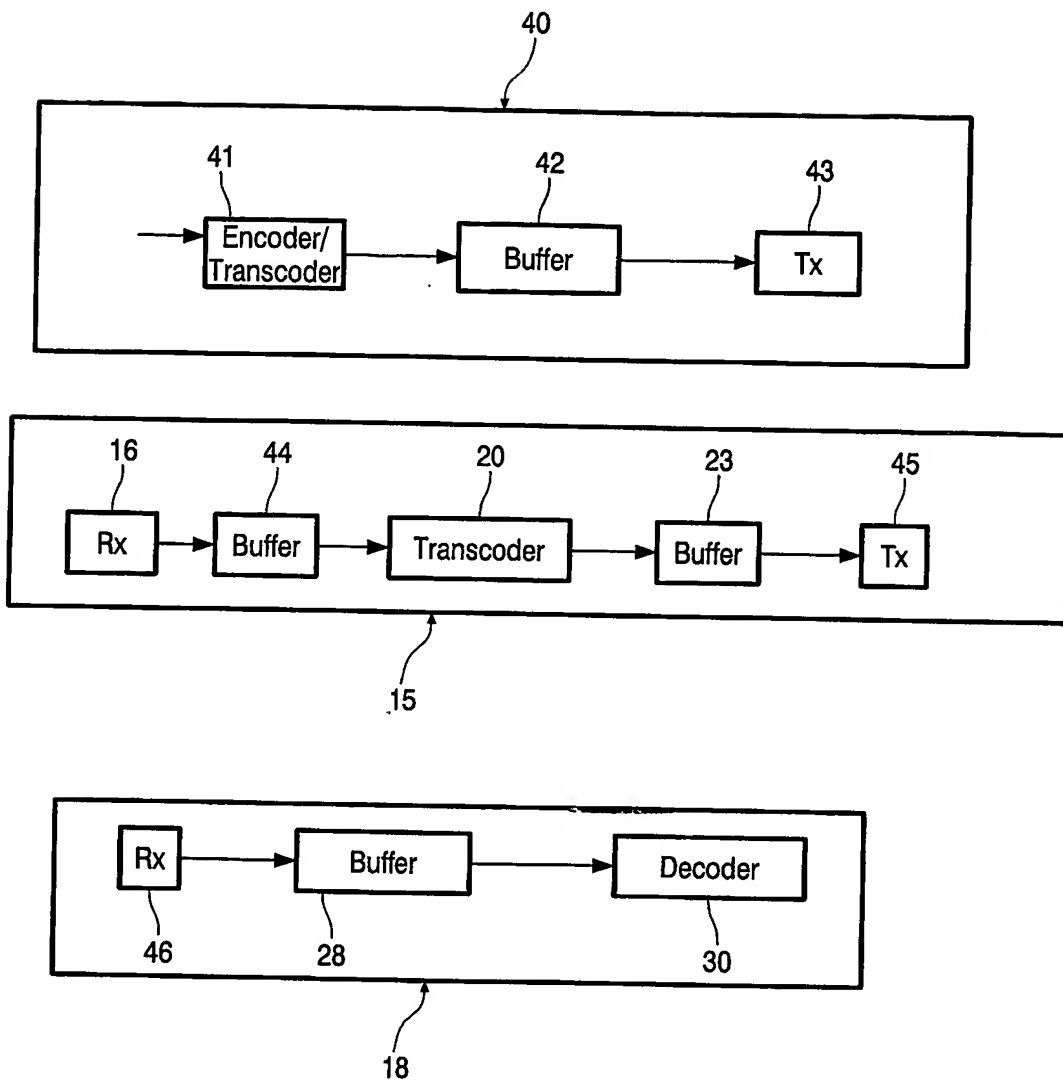 40
41
42
43
Encoder/
Transcoder
Buffer
Tx
16
44
20
23
45
Rx
Buffer
Transcoder
Buffer
Tx
15
Rx
Buffer
Decoder
46
28
30
18